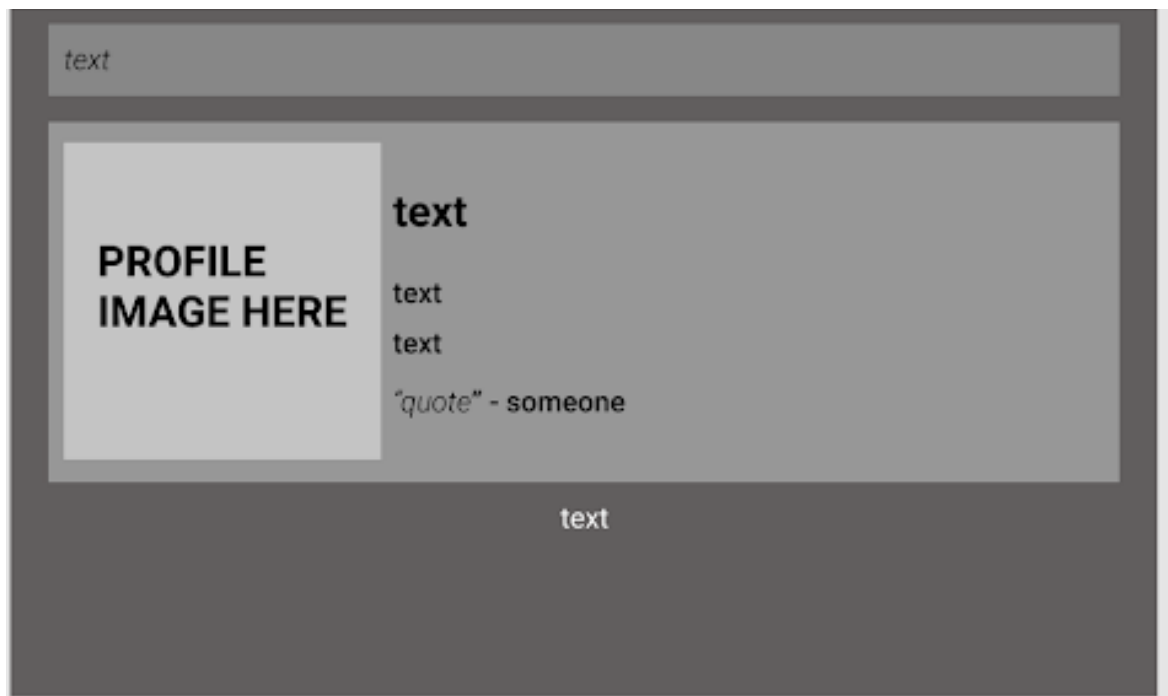 text
PROFILE
IMAGE HERE
text
text
text
“quote” - someone
text